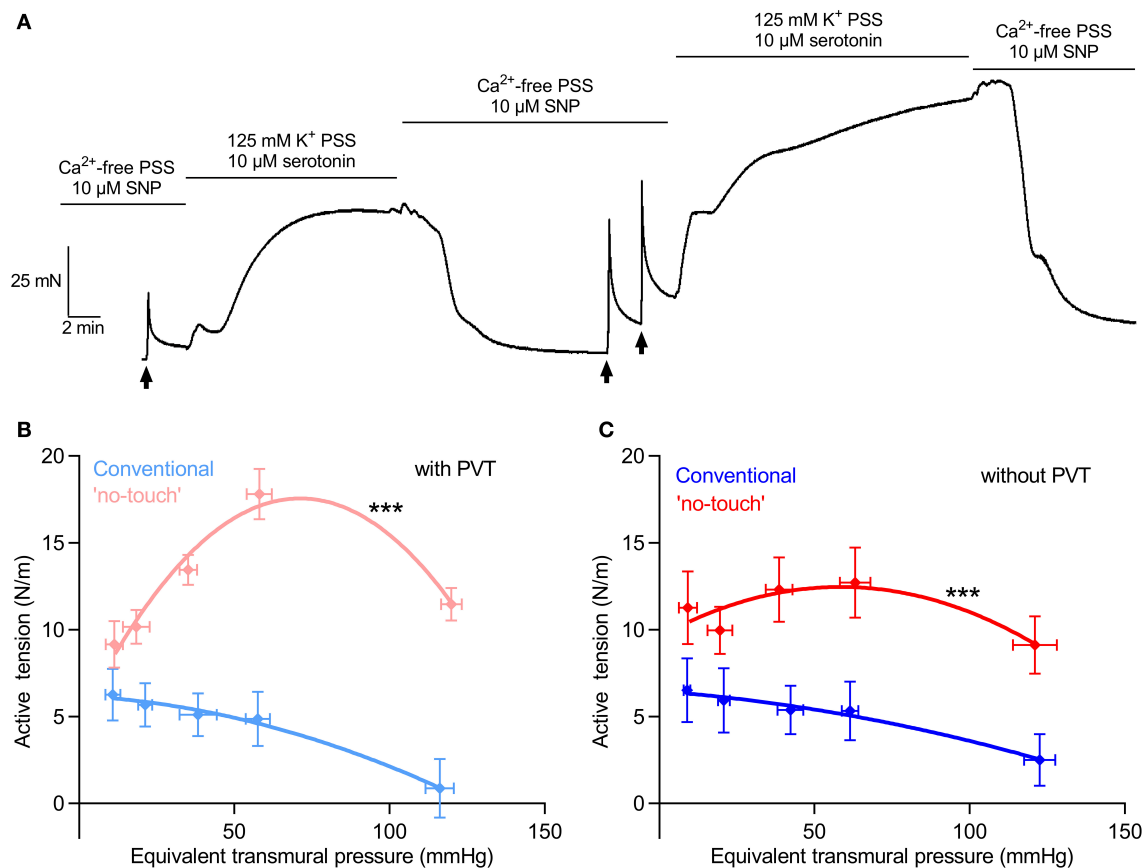 A
125 mM K⁺ PSS
10 µM serotonin
Ca²⁺-free PSS
10 µM SNP
Ca²⁺-free PSS
10 µM SNP
125 mM K⁺ PSS
10 µM serotonin
Ca²⁺-free PSS
10 µM SNP
25 mN
2 min
B
20
15
10
5
0
Active tension (N/m)
Conventional
'no-touch'
with PVT
***
50
100
150
Equivalent transmural pressure (mmHg)
C
20
15
10
5
0
Active tension (N/m)
Conventional
'no-touch'
without PVT
***
50
100
150
Equivalent transmural pressure (mmHg)